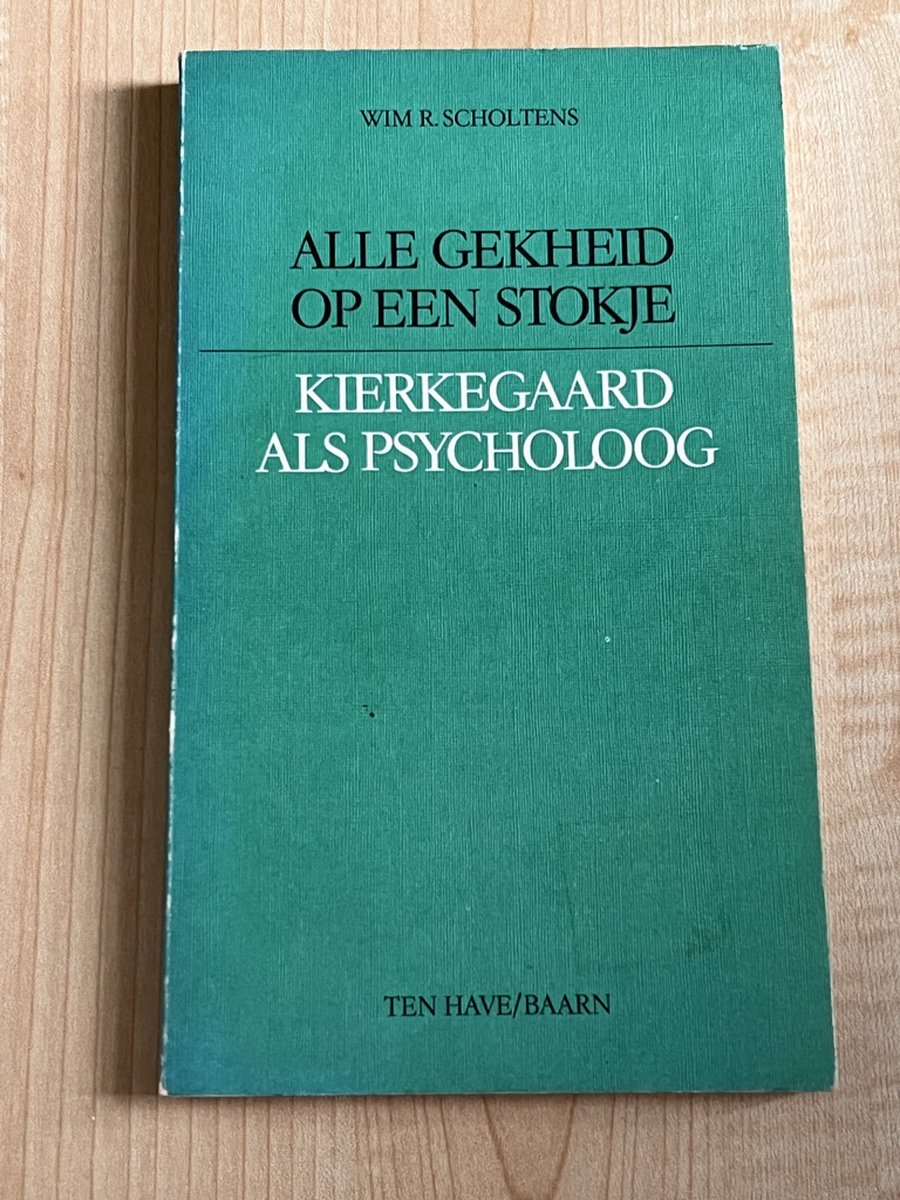 WIM R. SCHOLTENS
ALLE GEKHEID
OP EEN STOKJE
KIERKEGAARD
ALS PSYCHOLOOG
TEN HAVE/BAARN